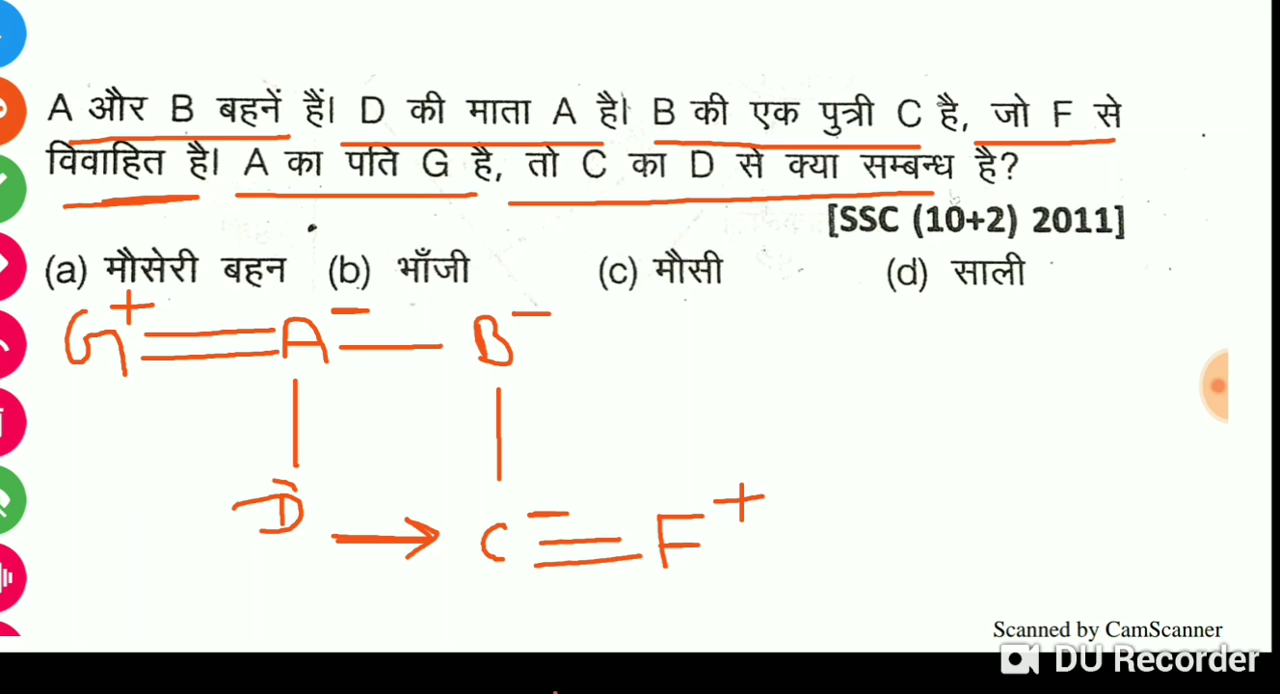 A और B बहनें हैं। D की माता A है। B की एक पुत्री C है, जो F से
विवाहित है। A का पति G है, तो C का D से क्या सम्बन्ध है?
[SSC (10+2) 2011]
(a) मौसेरी बहन (b) भाँजी (c) मौसी (d) साली
G+ A- B-
D → C- F+
Scanned by CamScanner
DU Recorder